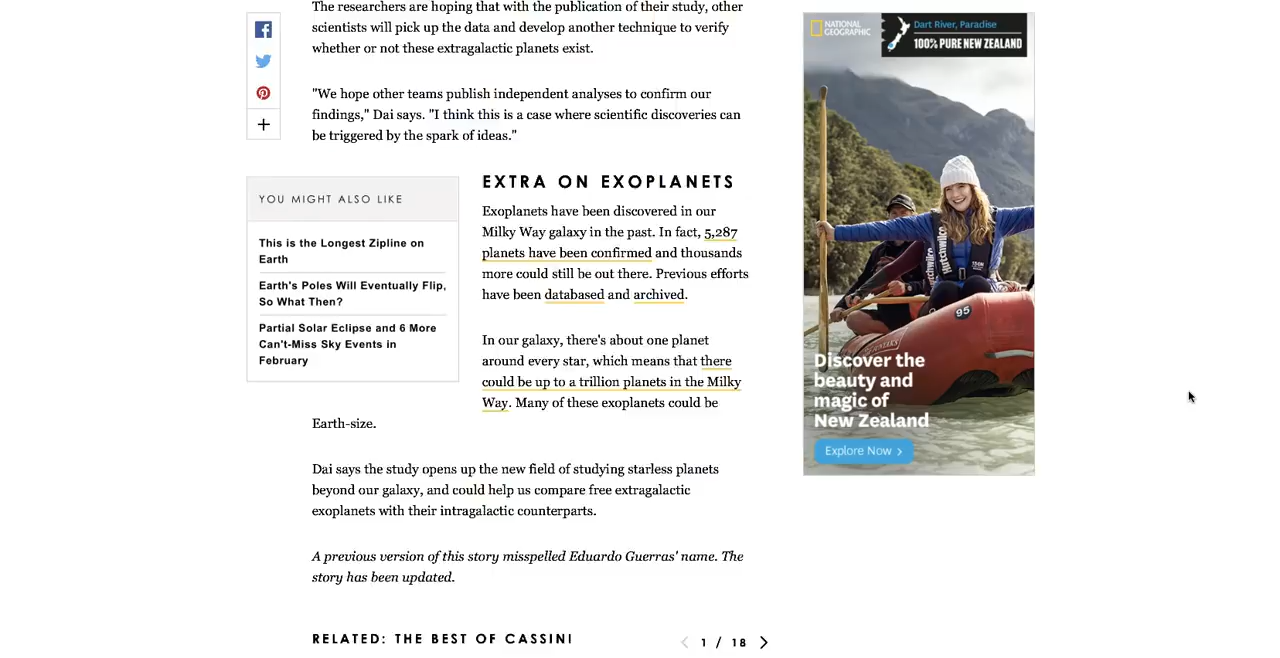 The researchers are hoping that with the publication of their study, other
scientists will pick up the data and develop another technique to verify
whether or not these extragalactic planets exist.
"We hope other teams publish independent analyses to confirm our
findings," Dai says. "I think this is a case where scientific discoveries can
be triggered by the spark of ideas."
YOU MIGHT ALSO LIKE
This is the Longest Zipline on
Earth
Earth's Poles Will Eventually Flip,
So What Then?
Partial Solar Eclipse and 6 More
Can't-Miss Sky Events in
February
EXTRA ON EXOPLANETS
Exoplanets have been discovered in our
Milky Way galaxy in the past. In fact, 5,287
planets have been confirmed and thousands
more could still be out there. Previous efforts
have been databased and archived.
In our galaxy, there's about one planet
around every star, which means that there
could be up to a trillion planets in the Milky
Way. Many of these exoplanets could be
Earth-size.
Dai says the study opens up the new field of studying starless planets
beyond our galaxy, and could help us compare free extragalactic
exoplanets with their intragalactic counterparts.
A previous version of this story misspelled Eduardo Guerras' name. The
story has been updated.
RELATED: THE BEST OF CASSINI
1 / 18
NATIONAL
GEOGRAPHIC
Dart River, Paradise
100% PURE NEW ZEALAND
Hutchwilco
95
Discover the
beauty and
magic of
New Zealand
Explore Now >